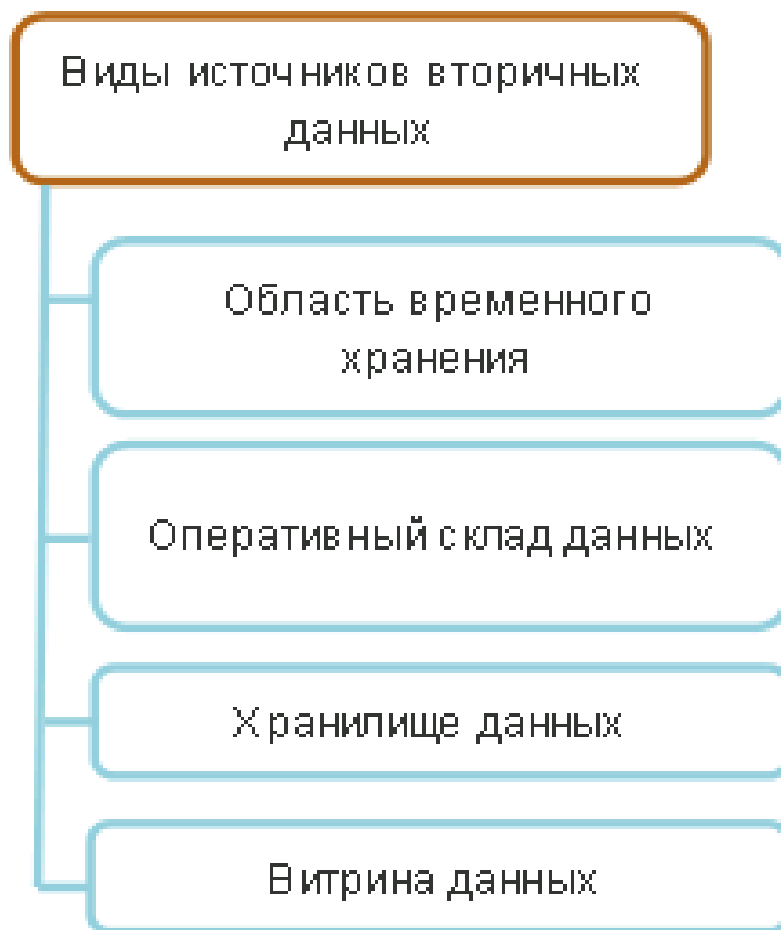 Виды источников вторичных
данных
Область временного
хранения
Оперативный склад данных
Хранилище данных
Витрина данных